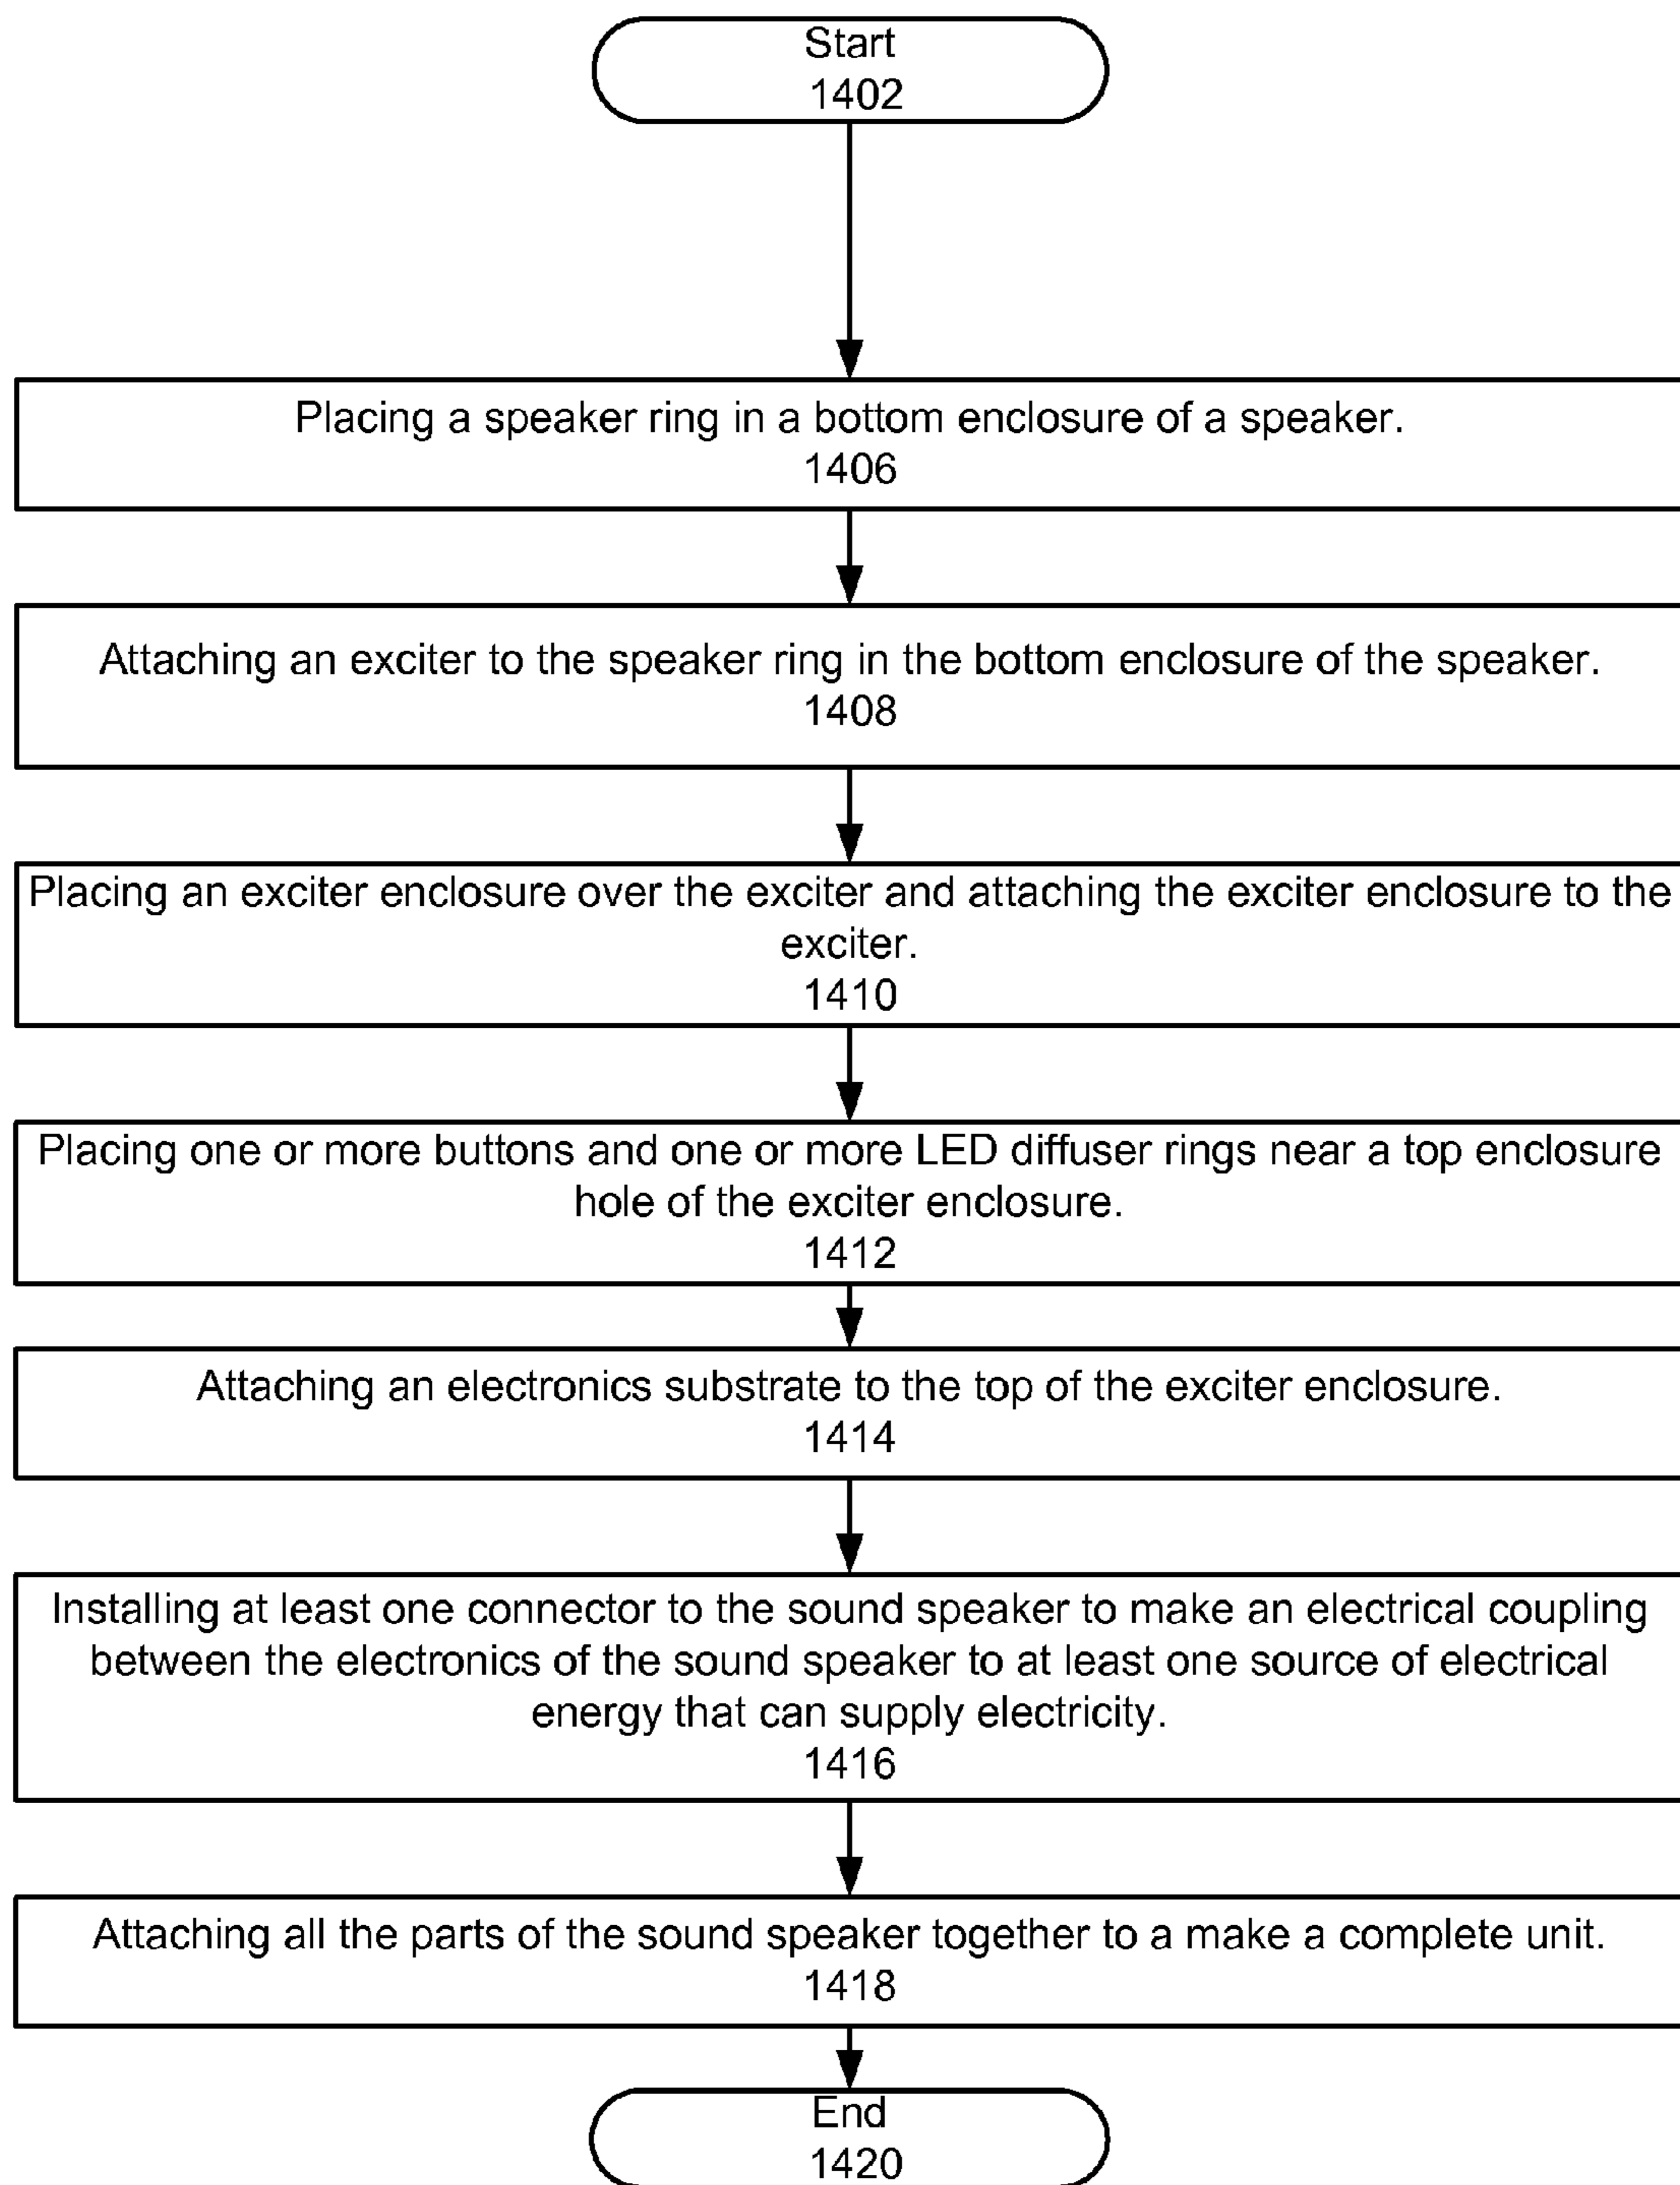 Start
1402
Placing a speaker ring in a bottom enclosure of a speaker.
1406
Attaching an exciter to the speaker ring in the bottom enclosure of the speaker.
1408
Placing an exciter enclosure over the exciter and attaching the exciter enclosure to the
exciter.
1410
Placing one or more buttons and one or more LED diffuser rings near a top enclosure
hole of the exciter enclosure.
1412
Attaching an electronics substrate to the top of the exciter enclosure.
1414
Installing at least one connector to the sound speaker to make an electrical coupling
between the electronics of the sound speaker to at least one source of electrical
energy that can supply electricity.
1416
Attaching all the parts of the sound speaker together to a make a complete unit.
1418
End
1420